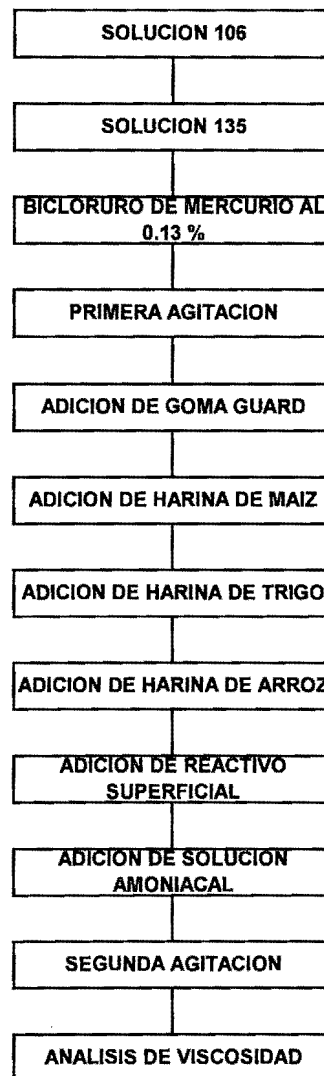 SOLUCION 106
SOLUCION 135
BICLORURO DE MERCURIO AL
0.13 %
PRIMERA AGITACION
ADICION DE GOMA GUARD
ADICION DE HARINA DE MAIZ
ADICION DE HARINA DE TRIGO
ADICION DE HARINA DE ARROZ
ADICION DE REACTIVO
SUPERFICIAL
ADICION DE SOLUCION
AMONIACAL
SEGUNDA AGITACION
ANALISIS DE VISCOSIDAD